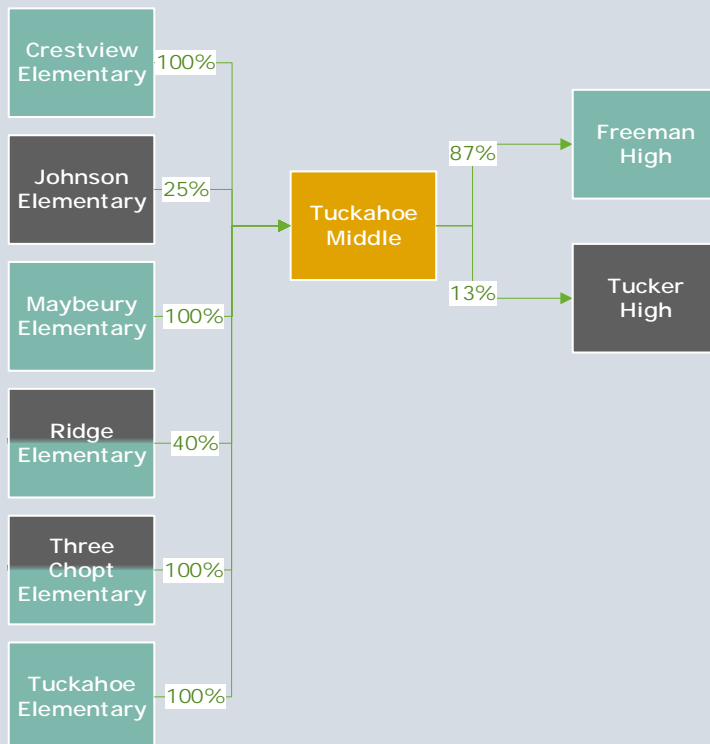 Crestview
Elementary
100%
Johnson
Elementary
25%
Maybeury
Elementary
100%
Ridge
Elementary
40%
Three
Chopt
Elementary
100%
Tuckahoe
Elementary
100%
Tuckahoe
Middle
87%
13%
Freeman
High
Tucker
High